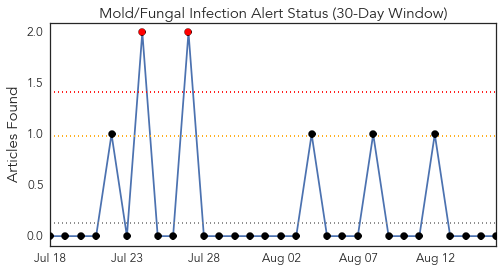 Mold/Fungal Infection Alert Status (30-Day Window)
Articles Found
2.0
1.5
1.0
0.5
0.0
Jul 18
Jul 23
Jul 28
Aug 02
Aug 07
Aug 12